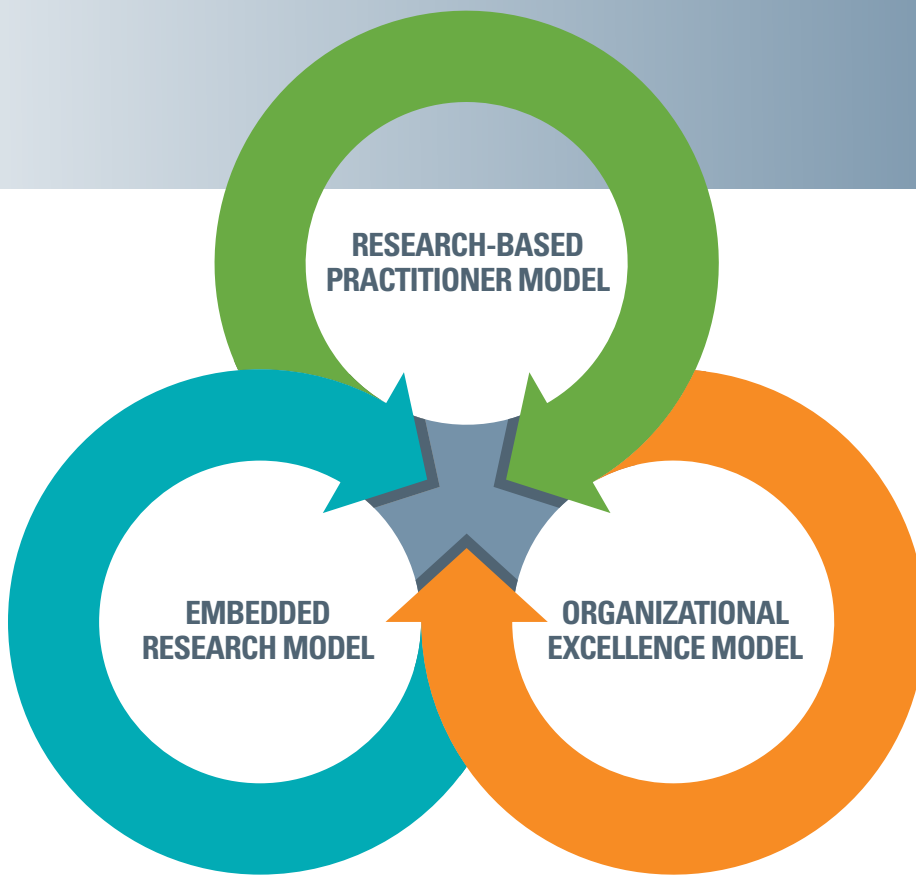 RESEARCH-BASED
PRACTITIONER MODEL
EMBEDDED
RESEARCH MODEL
ORGANIZATIONAL
EXCELLENCE MODEL